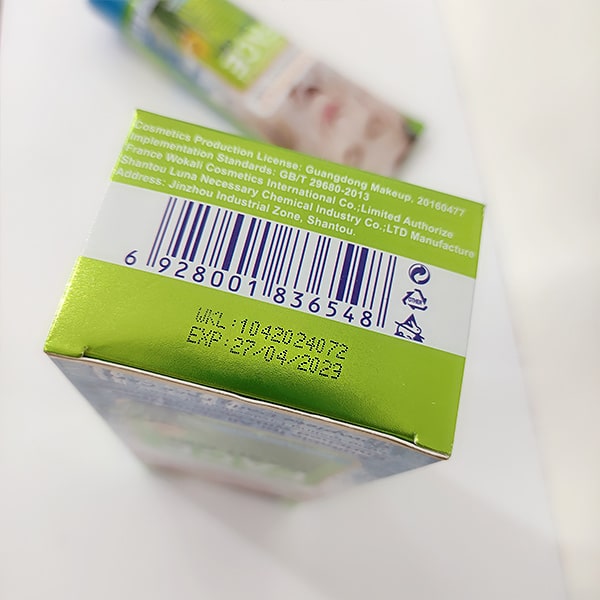 Cosmetics Production License: Guangdong Makeup, 20160477
Implementation Standards: GB/T 29680-2013
France Wokali Cosmetics International Co.;Limited Authorize
Shantou Luna Necessary Chemical Industry Co.;LTD Manufacture
Address: Jinzhou Industrial Zone, Shantou.
6 928001 836548
WKL:1042024072
EXP:27/04/2029